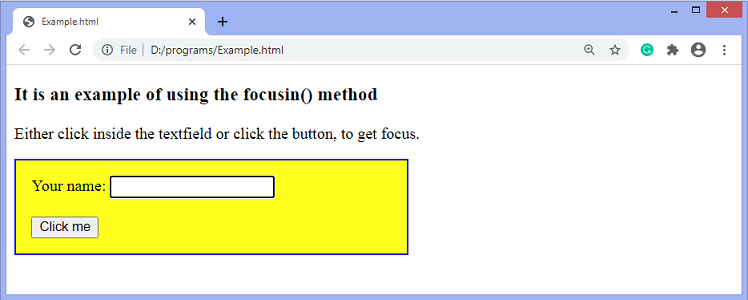 Example.html
File
D:/programs/Example.html
It is an example of using the focusin() method
Either click inside the textfield or click the button, to get focus.
Your name:
Click me